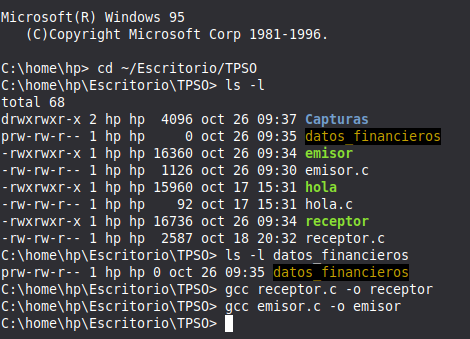 Microsoft(R) Windows 95
(C)Copyright Microsoft Corp 1981-1996.
C:\home\hp> cd ~/Escritorio/TPSO
C:\home\hp\Escritorio\TPSO> ls -l
total 68
drwxrwxr-x 2 hp hp  4096 oct 26 09:37 Capturas
prw-rw-r-- 1 hp hp     0 oct 26 09:35 datos_financieros
-rwxrwxr-x 1 hp hp 16360 oct 26 09:34 emisor
-rw-rw-r-- 1 hp hp  1126 oct 26 09:30 emisor.c
-rwxrwxr-x 1 hp hp 15960 oct 17 15:31 hola
-rw-rw-r-- 1 hp hp    92 oct 17 15:31 hola.c
-rwxrwxr-x 1 hp hp 16736 oct 26 09:34 receptor
-rw-rw-r-- 1 hp hp  2587 oct 18 20:32 receptor.c
C:\home\hp\Escritorio\TPSO> ls -l datos_financieros
prw-rw-r-- 1 hp hp 0 oct 26 09:35 datos_financieros
C:\home\hp\Escritorio\TPSO> gcc receptor.c -o receptor
C:\home\hp\Escritorio\TPSO> gcc emisor.c -o emisor
C:\home\hp\Escritorio\TPSO>